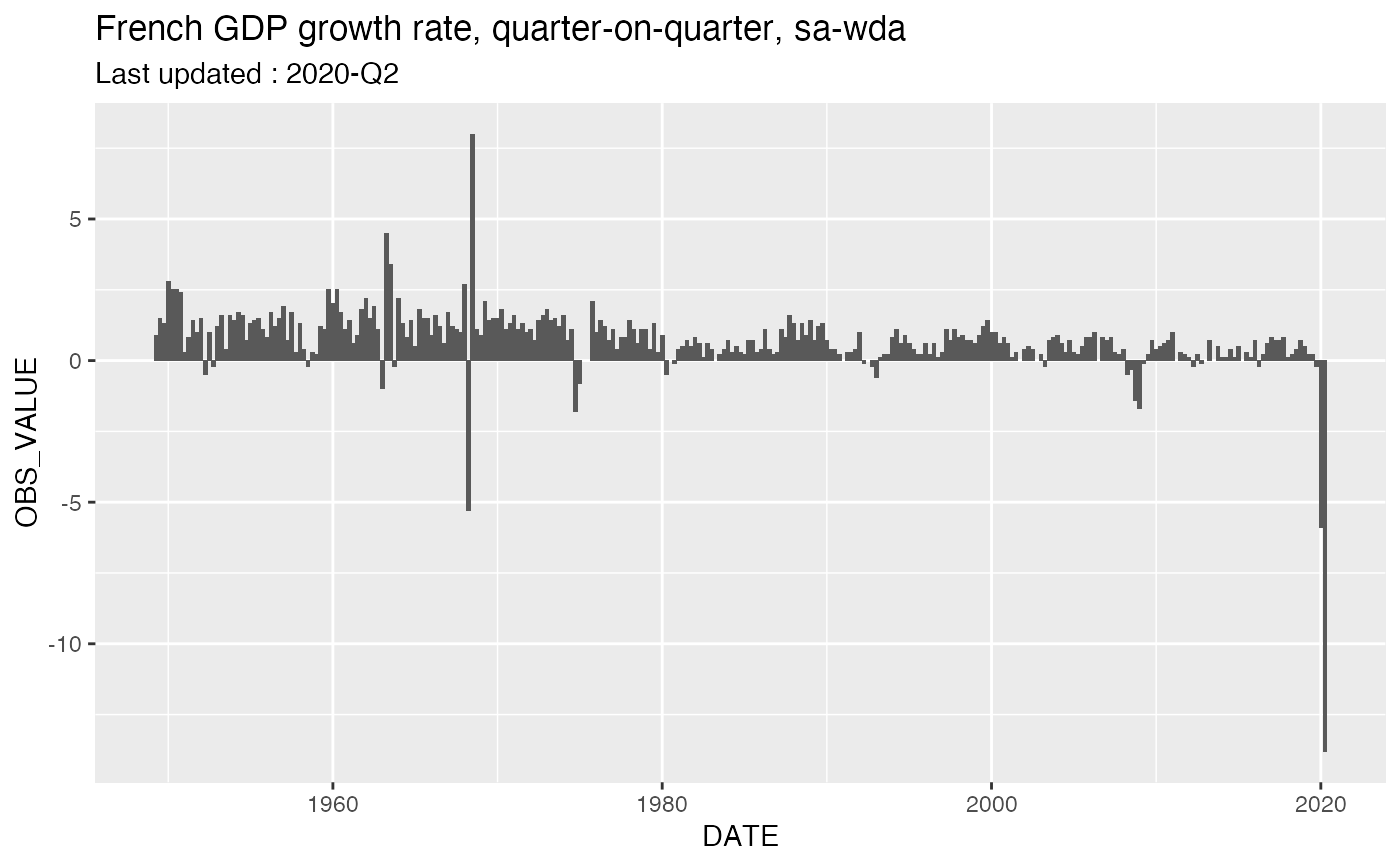 French GDP growth rate, quarter-on-quarter, sa-wda
Last updated : 2020-Q2
OBS_VALUE
5
0
-5
-10
1960 1980 2000 2020
DATE